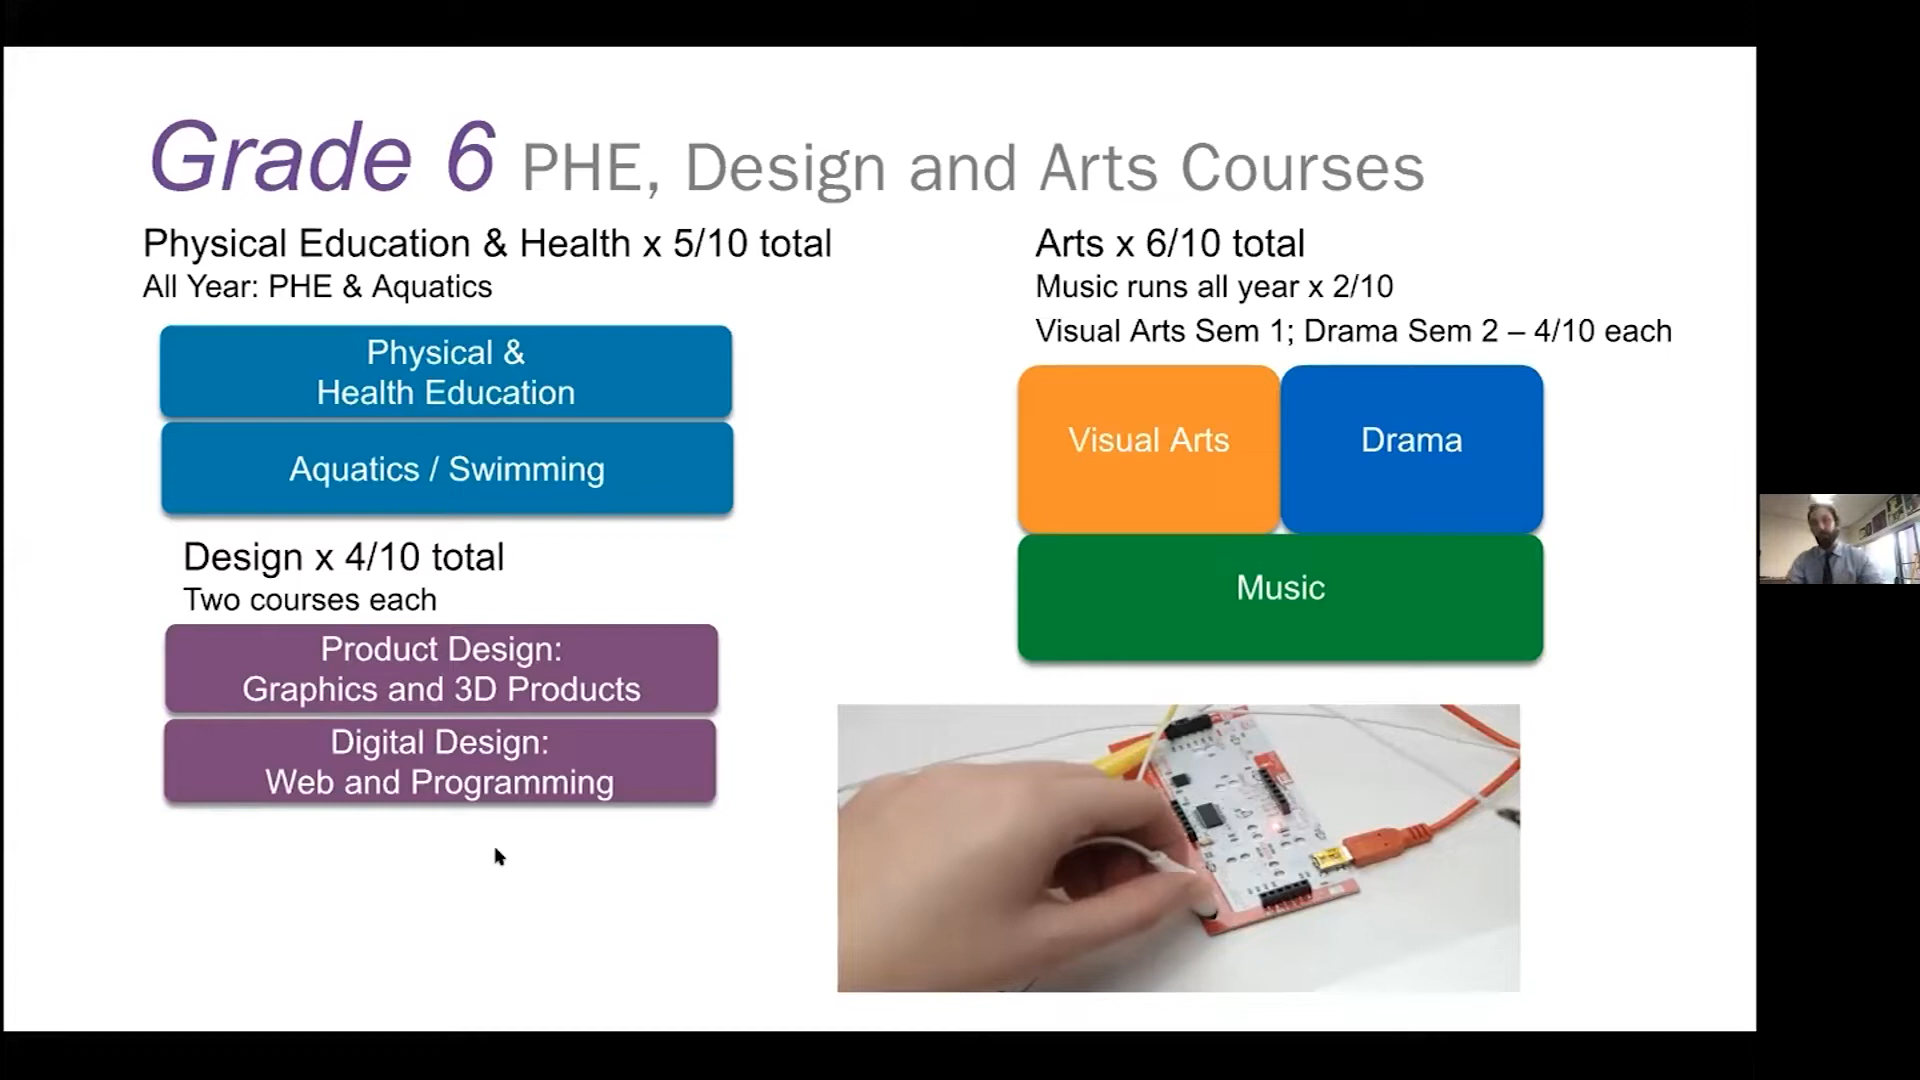 Grade 6 PHE, Design and Arts Courses
Physical Education & Health x 5/10 total
All Year: PHE & Aquatics
Physical &
Health Education
Aquatics / Swimming
Design x 4/10 total
Two courses each
Product Design:
Graphics and 3D Products
Digital Design:
Web and Programming
Arts x 6/10 total
Music runs all year x 2/10
Visual Arts Sem 1; Drama Sem 2 – 4/10 each
Visual Arts
Drama
Music